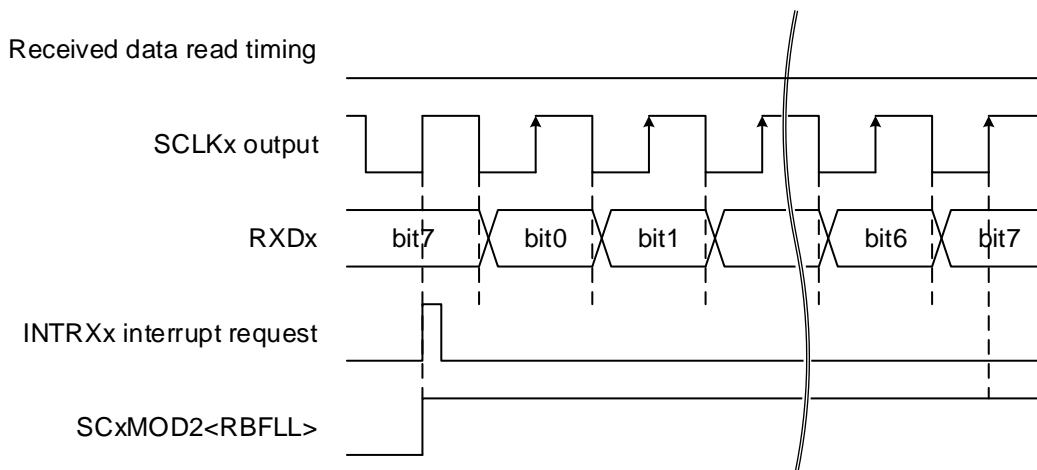 Received data read timing
SCLKx output
RXDx bit7 bit0 bit1 bit6 bit7
INTRXx interrupt request
SCxMOD2<RBFLL>